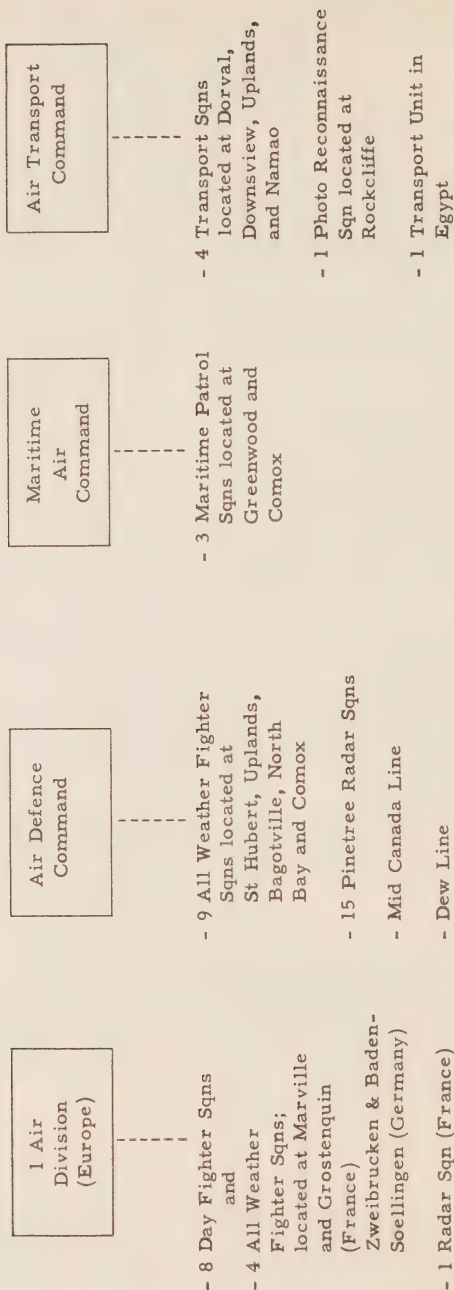 1 Air
Division
(Europe)
- 8 Day Fighter Sqns
and
- 4 All Weather
Fighter Sqns;
located at Marville
and Grostenquin
(France)
Zweibrucken & Baden-
Soellingen (Germany)
- 1 Radar Sqn (France)
Air Defence
Command
- 9 All Weather Fighter
Sqns located at
St Hubert, Uplands,
Bagotville, North
Bay and Comox
- 15 Pinetree Radar Sqns
- Mid Canada Line
- Dew Line
Maritime
Air
Command
- 3 Maritime Patrol
Sqns located at
Greenwood and
Comox
Air Transport
Command
- 4 Transport Sqns
located at Dorval,
Downsview, Uplands,
and Namao
- 1 Photo Reconnaissance
Sqn located at
Rockcliffe
- 1 Transport Unit in
Egypt